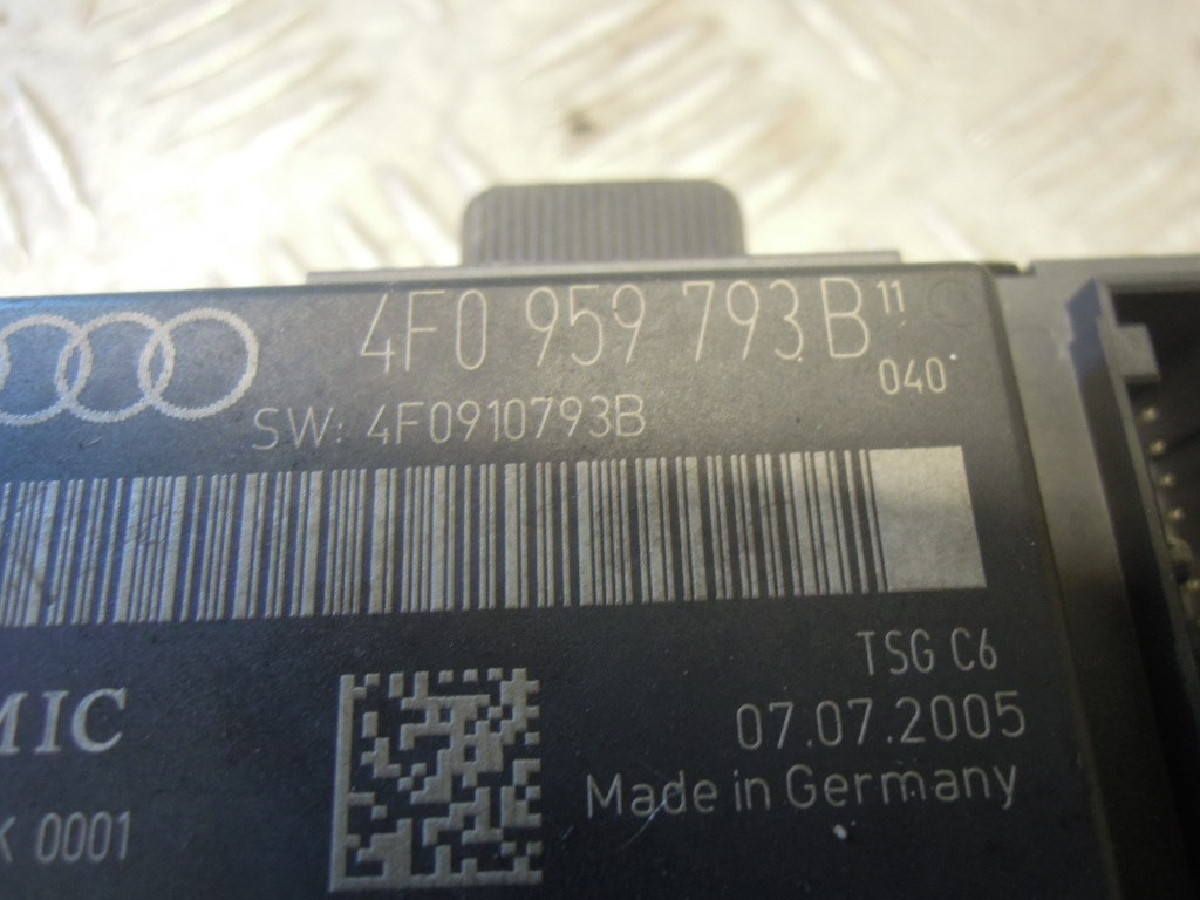 4F0 959 793 B 11
040
SW: 4F0910793B
TSG C6
MIC
07.07.2005
Made in Germany
K 0001